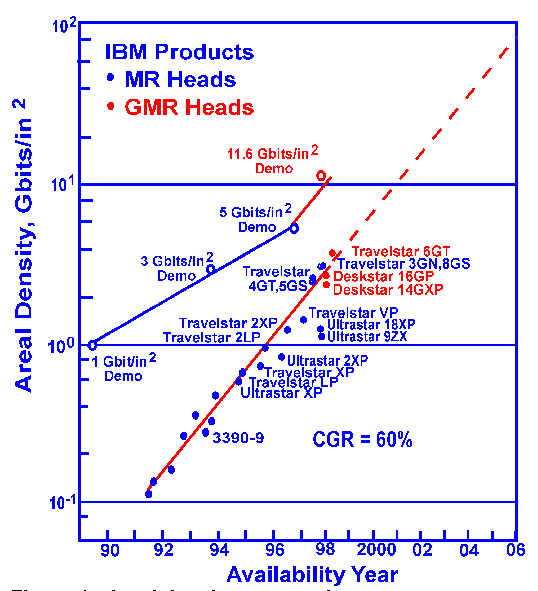 10²
IBM Products
MR Heads
GMR Heads
11.6 Gbits/in²
Demo
10¹
5 Gbits/in²
Demo
3 Gbits/in²
Demo
Travelstar 6GT
Travelstar 3GN,8GS
Travelstar
4GT,5GS
Deskstar 16GP
Deskstar 14GXP
Travelstar VP
Travelstar 2XP
Ultrastar 18XP
Travelstar 2LP
Ultrastar 9ZX
10⁰
1 Gbit/in²
Demo
Ultrastar 2XP
Travelstar XP
Travelstar LP
Ultrastar XP
3390-9
CGR = 60%
10⁻¹
Areal Density, Gbits/in²
90 92 94 96 98 2000 02 04 06
Availability Year